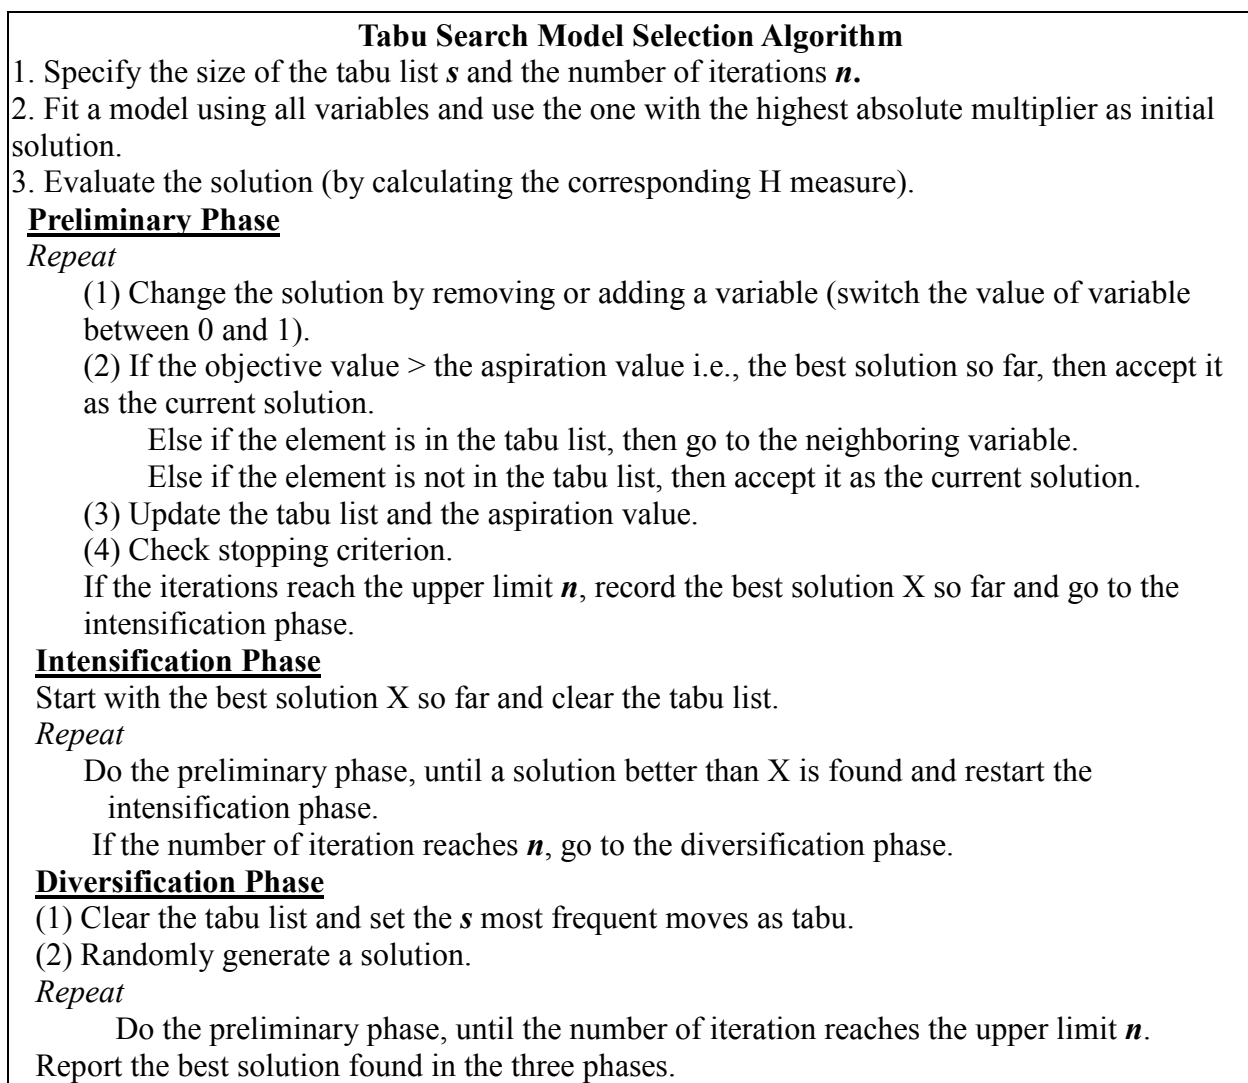 Tabu Search Model Selection Algorithm
1. Specify the size of the tabu list s and the number of iterations n.
2. Fit a model using all variables and use the one with the highest absolute multiplier as initial
solution.
3. Evaluate the solution (by calculating the corresponding H measure).
Preliminary Phase
Repeat
(1) Change the solution by removing or adding a variable (switch the value of variable
between 0 and 1).
(2) If the objective value > the aspiration value i.e., the best solution so far, then accept it
as the current solution.
Else if the element is in the tabu list, then go to the neighboring variable.
Else if the element is not in the tabu list, then accept it as the current solution.
(3) Update the tabu list and the aspiration value.
(4) Check stopping criterion.
If the iterations reach the upper limit n, record the best solution X so far and go to the
intensification phase.
Intensification Phase
Start with the best solution X so far and clear the tabu list.
Repeat
Do the preliminary phase, until a solution better than X is found and restart the
intensification phase.
If the number of iteration reaches n, go to the diversification phase.
Diversification Phase
(1) Clear the tabu list and set the s most frequent moves as tabu.
(2) Randomly generate a solution.
Repeat
Do the preliminary phase, until the number of iteration reaches the upper limit n.
Report the best solution found in the three phases.